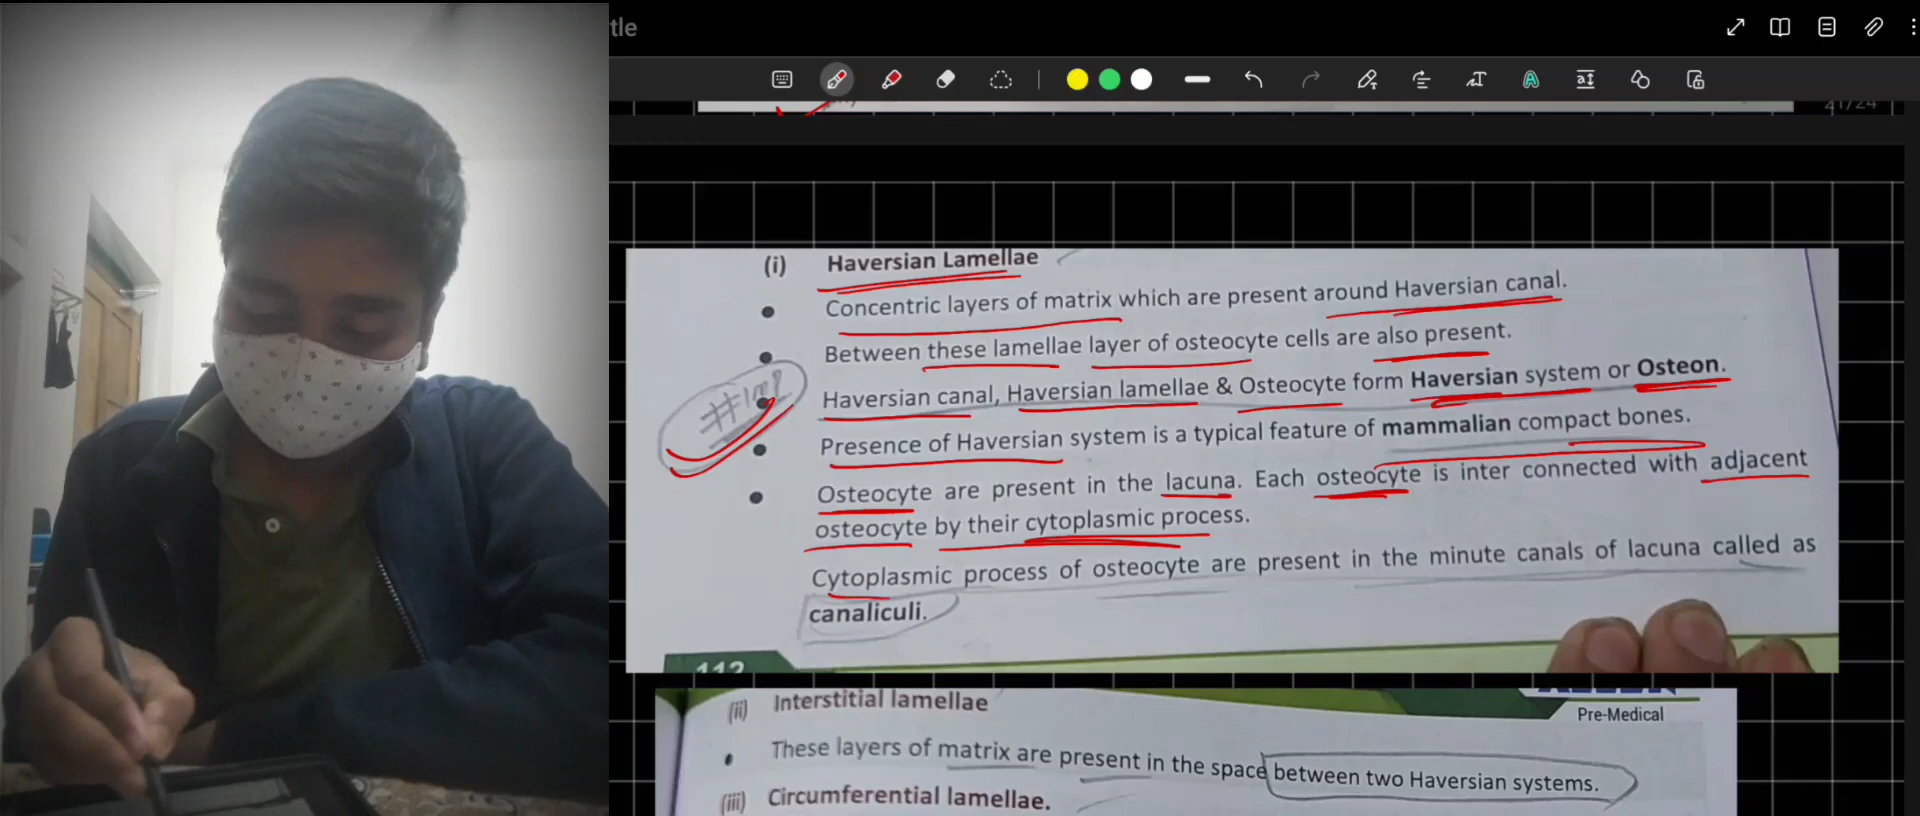 tle
21/24
(i) Haversian Lamellae
• Concentric layers of matrix which are present around Haversian canal.
• Between these lamellae layer of osteocyte cells are also present.
#Imp
• Haversian canal, Haversian lamellae & Osteocyte form Haversian system or Osteon.
• Presence of Haversian system is a typical feature of mammalian compact bones.
• Osteocyte are present in the lacuna. Each osteocyte is inter connected with adjacent
osteocyte by their cytoplasmic process.
Cytoplasmic process of osteocyte are present in the minute canals of lacuna called as
canaliculi.
112
Pre-Medical
(ii) Interstitial lamellae
• These layers of matrix are present in the space between two Haversian systems.
(iii) Circumferential lamellae.